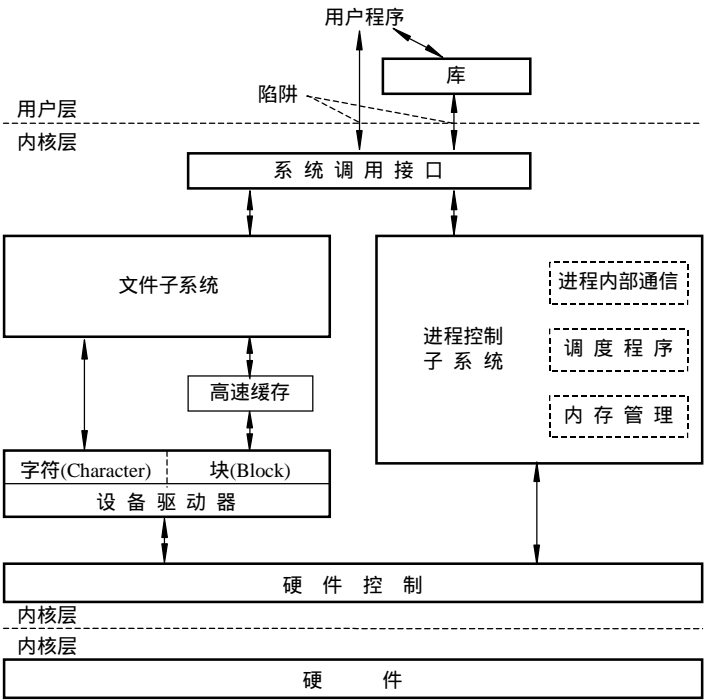 用户程序
库
陷阱
用户层
内核层
系统调用接口
文件子系统
进程控制
子系统
进程内部通信
调度程序
内存管理
高速缓存
字符(Character)
块(Block)
设备驱动器
硬件控制
内核层
内核层
硬件